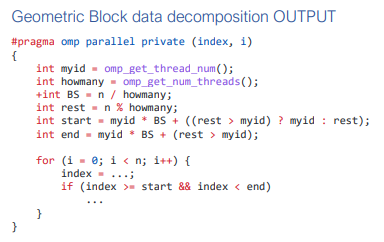 Geometric Block data decomposition OUTPUT
#pragma omp parallel private (index, i)
{
    int myid = omp_get_thread_num();
    int howmany = omp_get_num_threads();
    +int BS = n / howmany;
    int rest = n % howmany;
    int start = myid * BS + ((rest > myid) ? myid : rest);
    int end = myid * BS + (rest > myid);

    for (i = 0; i < n; i++) {
        index = ...;
        if (index >= start && index < end)
            ...
    }
}